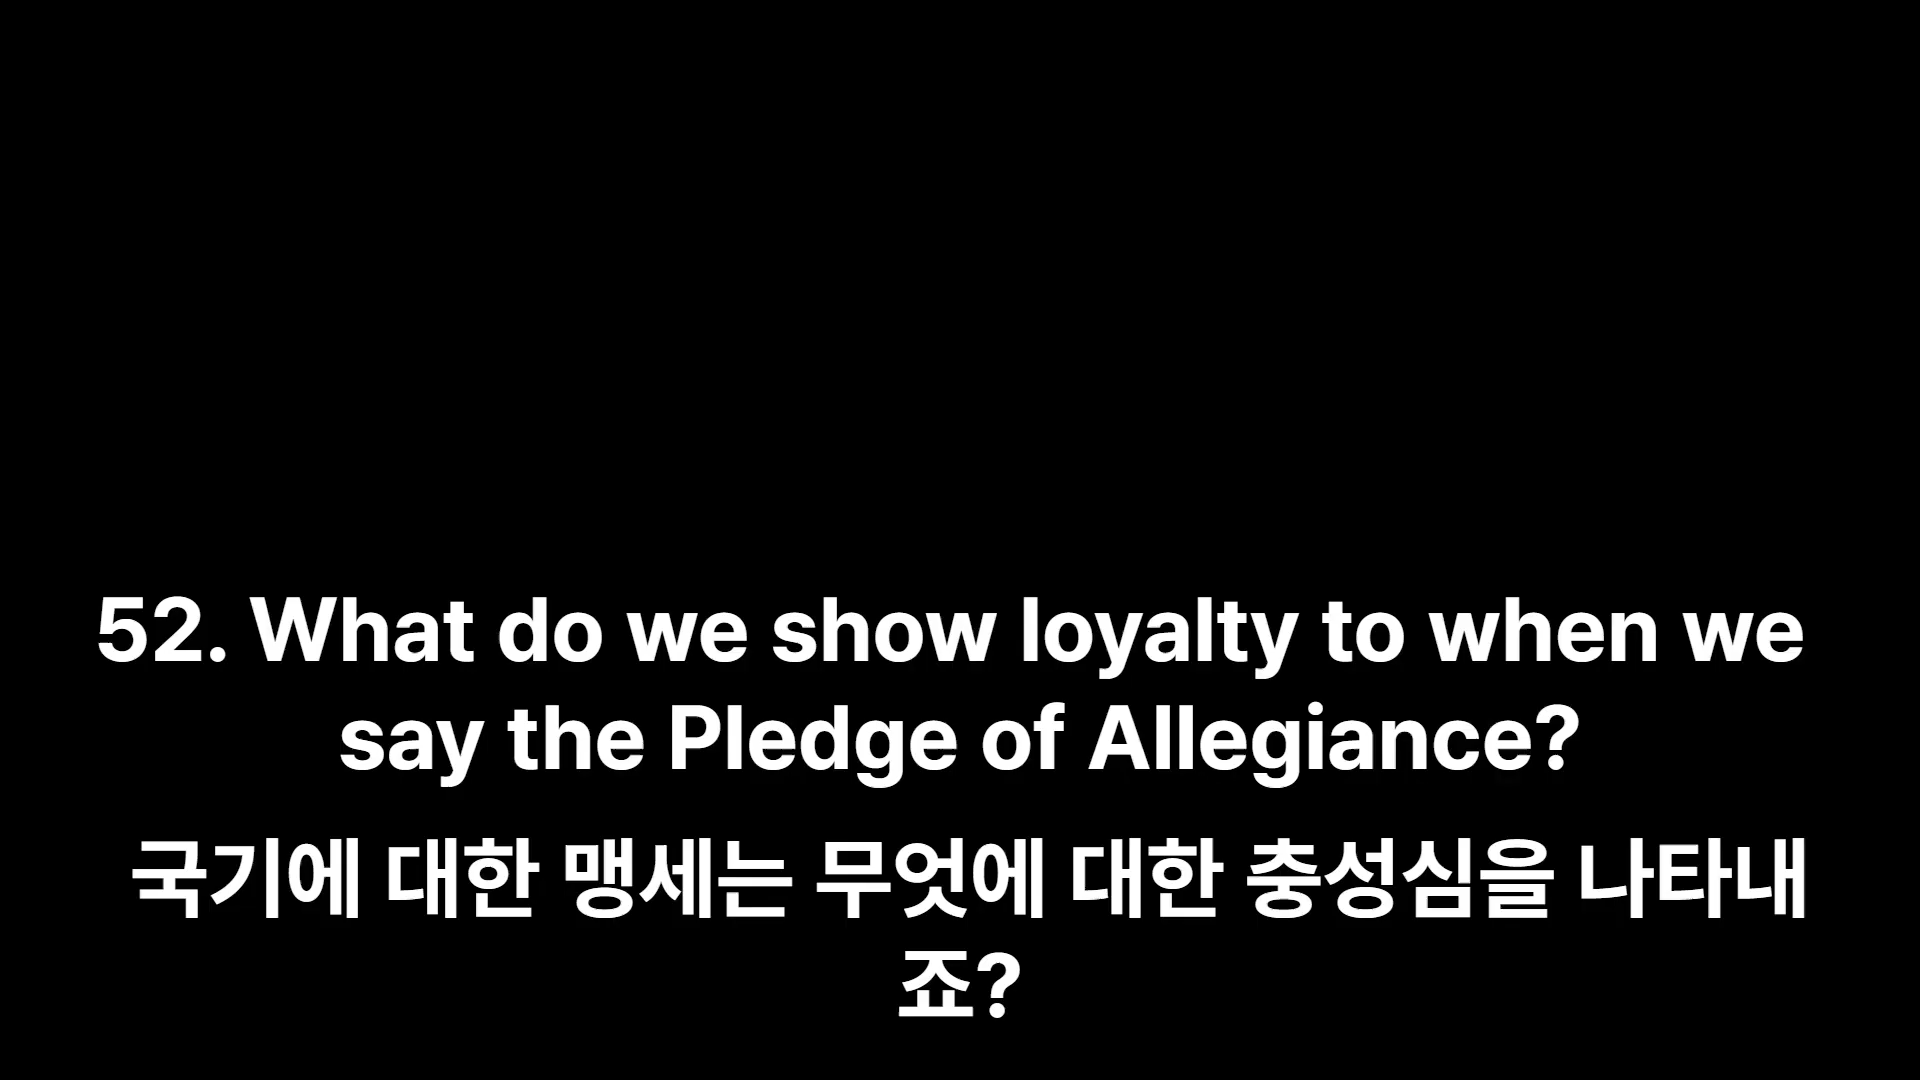 52. What do we show loyalty to when we
say the Pledge of Allegiance?
국기에 대한 맹세는 무엇에 대한 충성심을 나타내
죠?